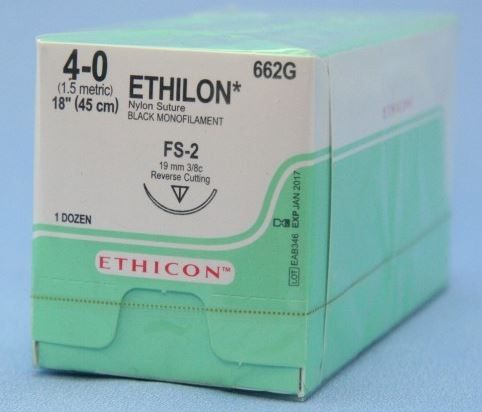 4-0
(1.5 metric)
18" (45 cm)
ETHILON*
Nylon Suture
BLACK MONOFILAMENT
662G
FS-2
19 mm 3/8c
Reverse Cutting
1 DOZEN
ETHICON™
LOT EAB346 EXP JAN 2017